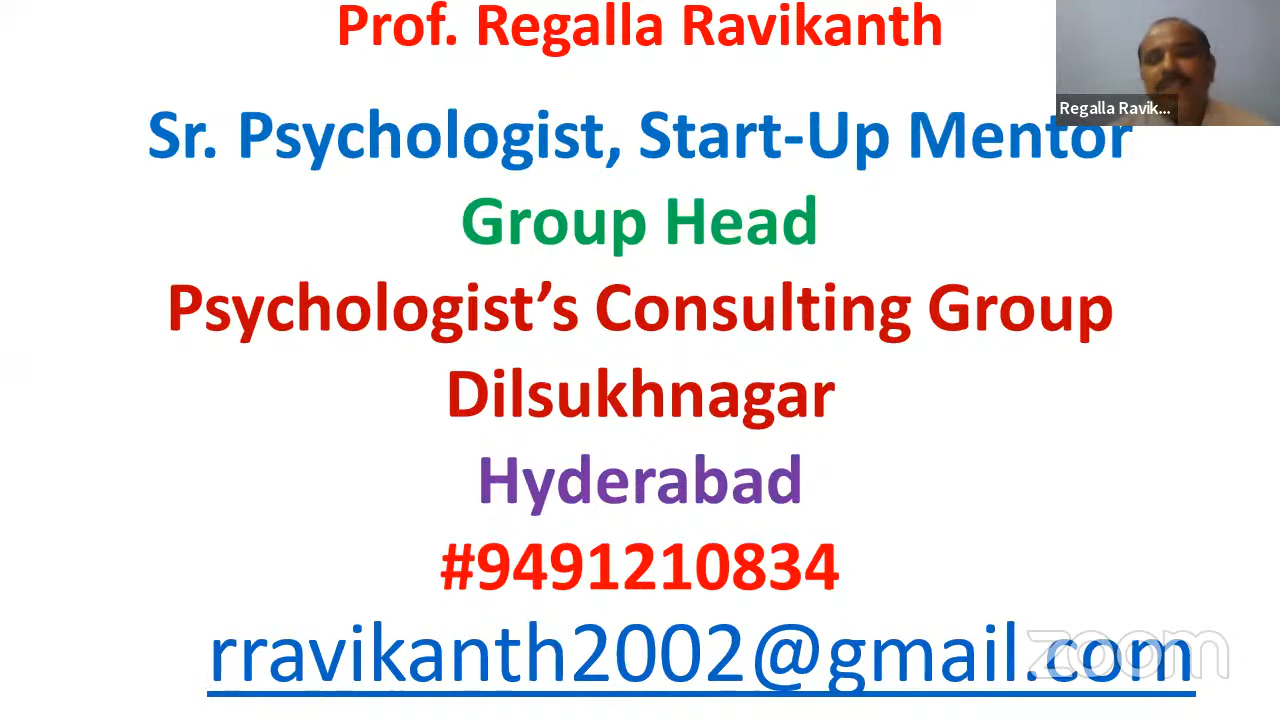 Prof. Regalla Ravikanth
Regalla Ravik...
Sr. Psychologist, Start-Up Mentor
Group Head
Psychologist’s Consulting Group
Dilsukhnagar
Hyderabad
#9491210834
rravikanth2002@gmail.com
zoom